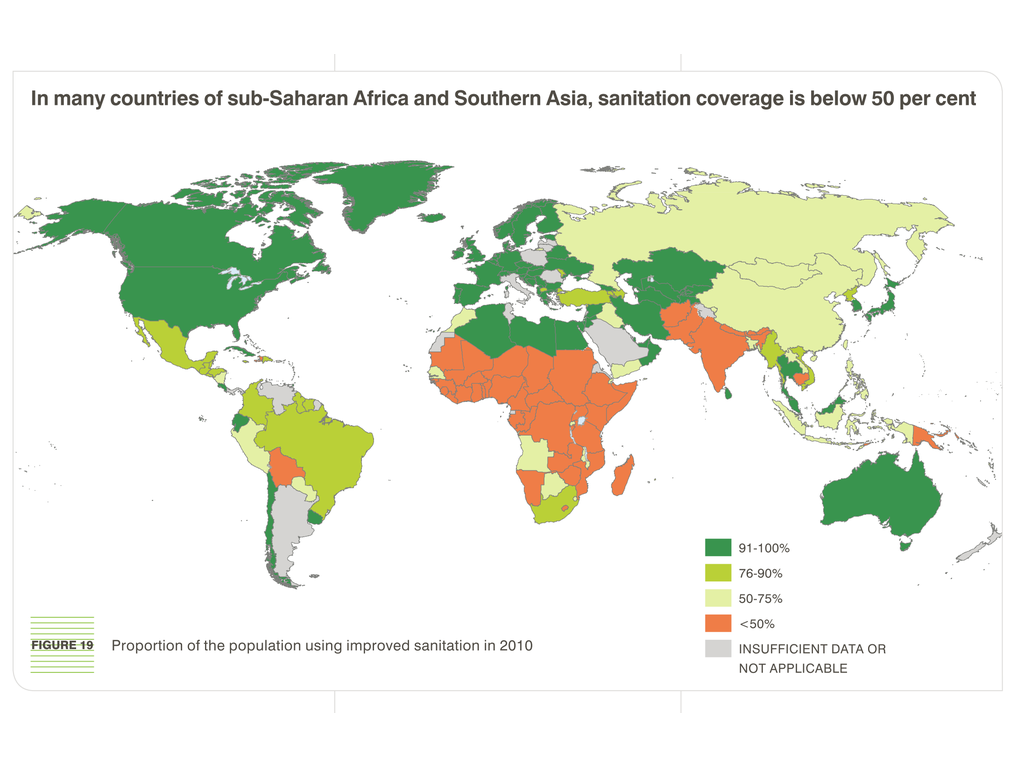 In many countries of sub-Saharan Africa and Southern Asia, sanitation coverage is below 50 per cent
91-100%
76-90%
50-75%
<50%
INSUFFICIENT DATA OR
NOT APPLICABLE
FIGURE 19
Proportion of the population using improved sanitation in 2010